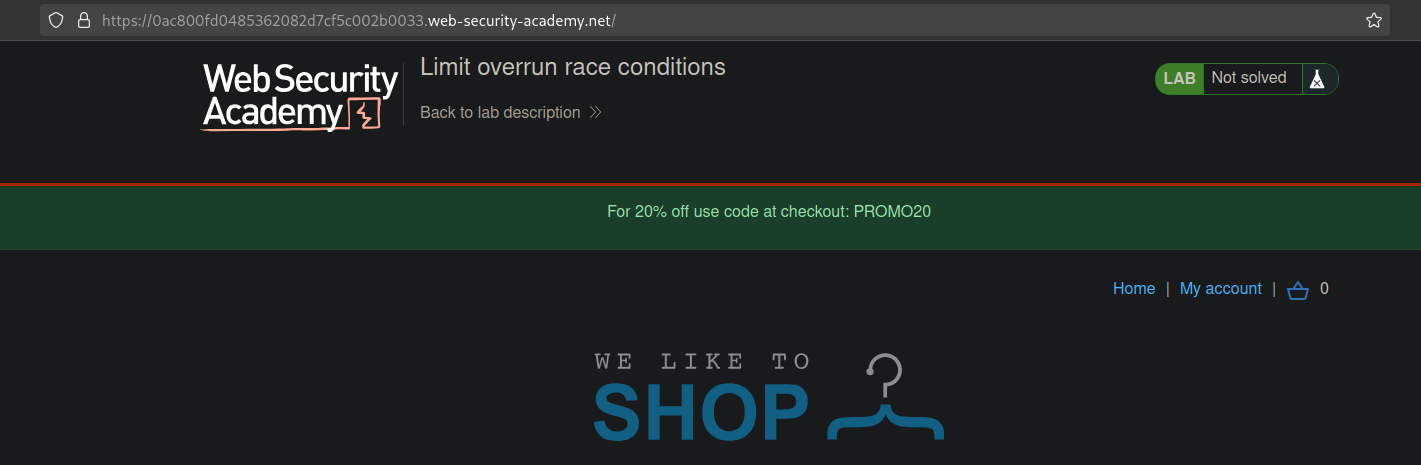 https://0ac800fd0485362082d7cf5c002b0033.web-security-academy.net/
Web Security
Academy
Limit overrun race conditions
Back to lab description
LAB Not solved
For 20% off use code at checkout: PROMO20
Home | My account | 0
WE LIKE TO
SHOP